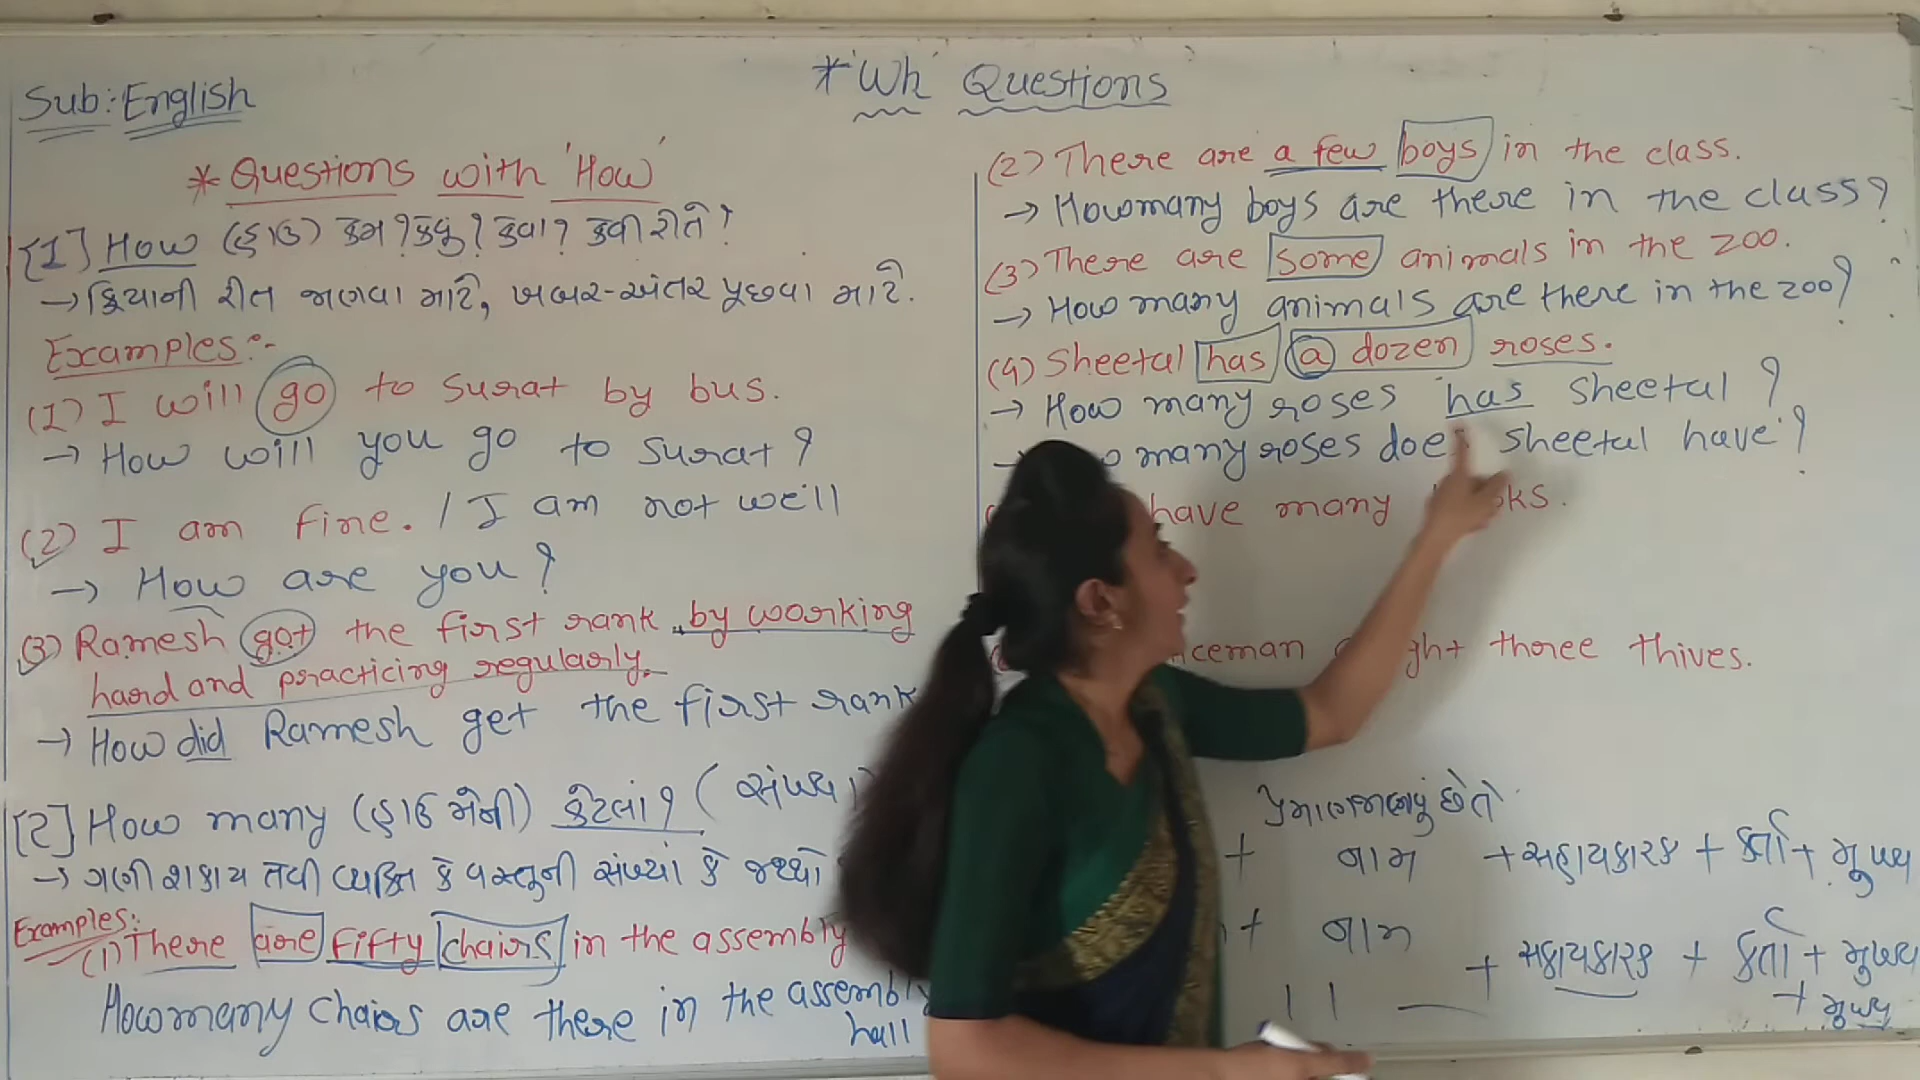 Sub: English
* 'Wh' Questions
* Questions with 'How'
[1] How (હાઉ) કેમ? કેવું? કેવા? કેવી રીતે?
→ ક્રિયાની રીત જાણવા માટે, ખબર-અંતર પૂછવા માટે.
Examples:-
(1) I will go to Surat by bus.
→ How will you go to Surat?
(2) I am fine. / I am not well
→ How are you?
(3) Ramesh got the first rank by working
hard and practicing regularly.
→ How did Ramesh get the first rank
[2] How many (હાઉ મેની) કેટલાં? (સંખ્યા)
→ ગણી શકાય તેવી વ્યક્તિ કે વસ્તુની સંખ્યા કે જથ્થો
Examples:
(1) There are fifty chairs in the assembly
How many chairs are there in the assembly
hall
(2) There are a few boys in the class.
→ How many boys are there in the class?
(3) There are some animals in the zoo.
→ How many animals are there in the zoo?
(4) Sheetal has a dozen roses.
→ How many roses has Sheetal?
→ many roses does Sheetal have?
have many
three thives.
+ નામ + સહાયકારક + કર્તા + મુખ્ય
+ નામ + સહાયકારક + કર્તા + મુખ્ય
+ મુખ્ય